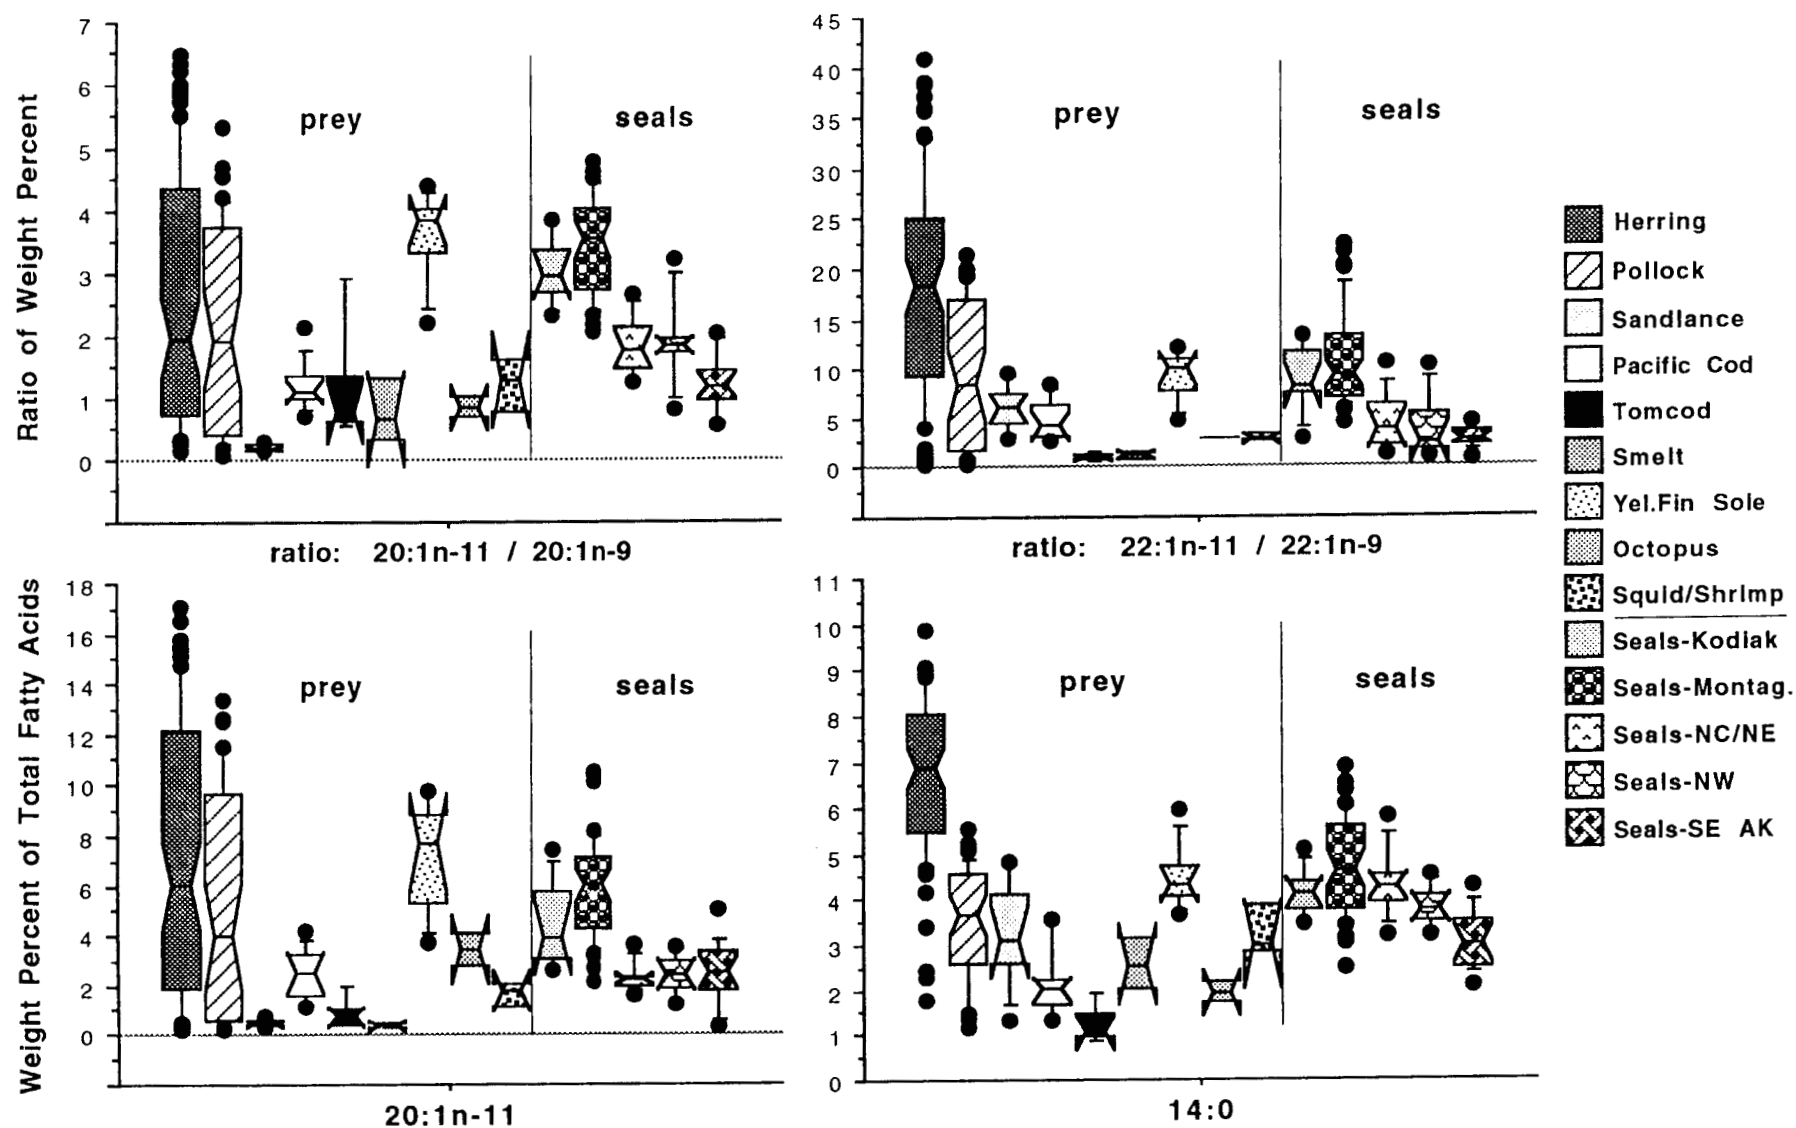 Ratio of Weight Percent
7
6
5
4
3
2
1
0
prey
seals
ratio: 20:1n-11 / 20:1n-9
45
40
35
30
25
20
15
10
5
0
prey
seals
ratio: 22:1n-11 / 22:1n-9
Weight Percent of Total Fatty Acids
18
16
14
12
10
8
6
4
2
0
prey
seals
20:1n-11
11
10
9
8
7
6
5
4
3
2
1
0
prey
seals
14:0
Herring
Pollock
Sandlance
Pacific Cod
Tomcod
Smelt
Yel.Fin Sole
Octopus
Squid/Shrimp
Seals-Kodiak
Seals-Montag.
Seals-NC/NE
Seals-NW
Seals-SE AK